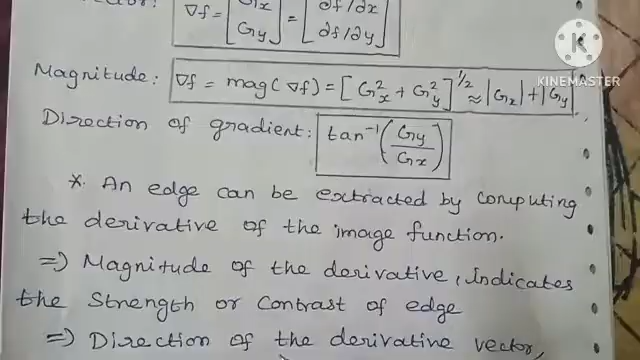 ∇f = [Gx Gy] = [∂f/∂x ∂f/∂y]
Magnitude: ∇f = mag(∇f) = [G²x + G²y]^1/2 ≈ |Gx| + |Gy|
Direction of gradient: tan⁻¹(Gy/Gx)
* An edge can be extracted by computing
the derivative of the image function.
=> Magnitude of the derivative, indicates
the strength or contrast of edge
=> Direction of the derivative vector,
KINEMASTER